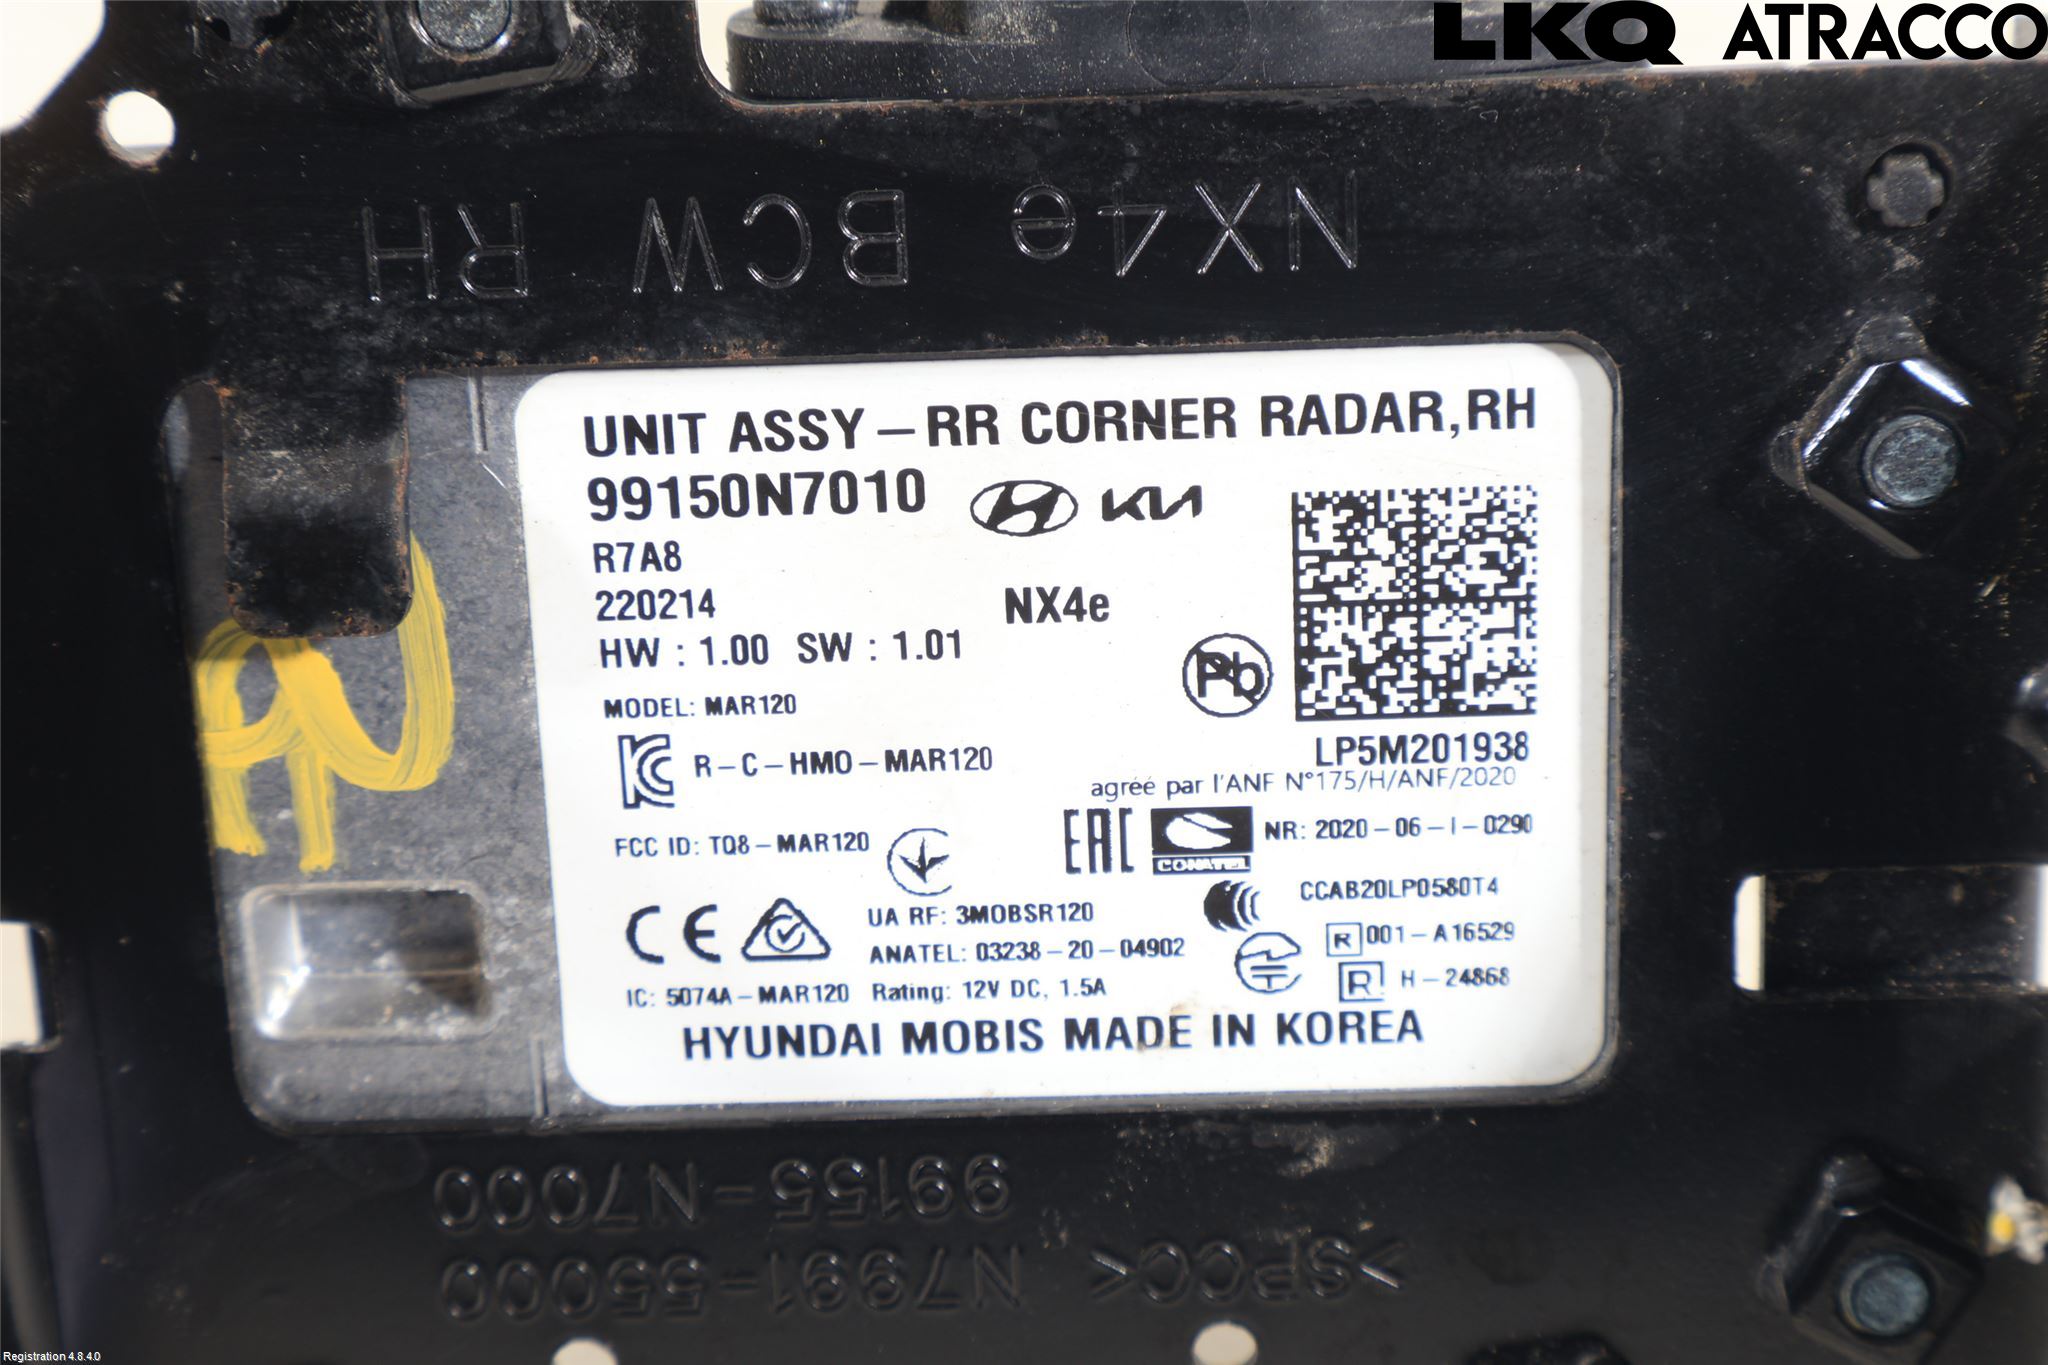 LKQ ATRACCO
NX4e BCW RH
UNIT ASSY-RR CORNER RADAR,RH
99150N7010
KIA
R7A8
220214
NX4e
HW : 1.00 SW : 1.01
Pb
MODEL: MAR120
LP5M201938
R-C-HMO-MAR120
agréé par l'ANF N°175/H/ANF/2020
EAC
CONATEL
NR: 2020-06-I-0290
FCC ID: TQ8-MAR120
CCAB20LP0580T4
CE
UA RF: 3MOBSR120
R 001-A16529
ANATEL: 03238-20-04902
R H-24868
IC: 5074A-MAR120 Rating: 12V DC, 1.5A
HYUNDAI MOBIS MADE IN KOREA
99155-N7000
>SPCC< N7991-55000
Registration 4.8.4.0